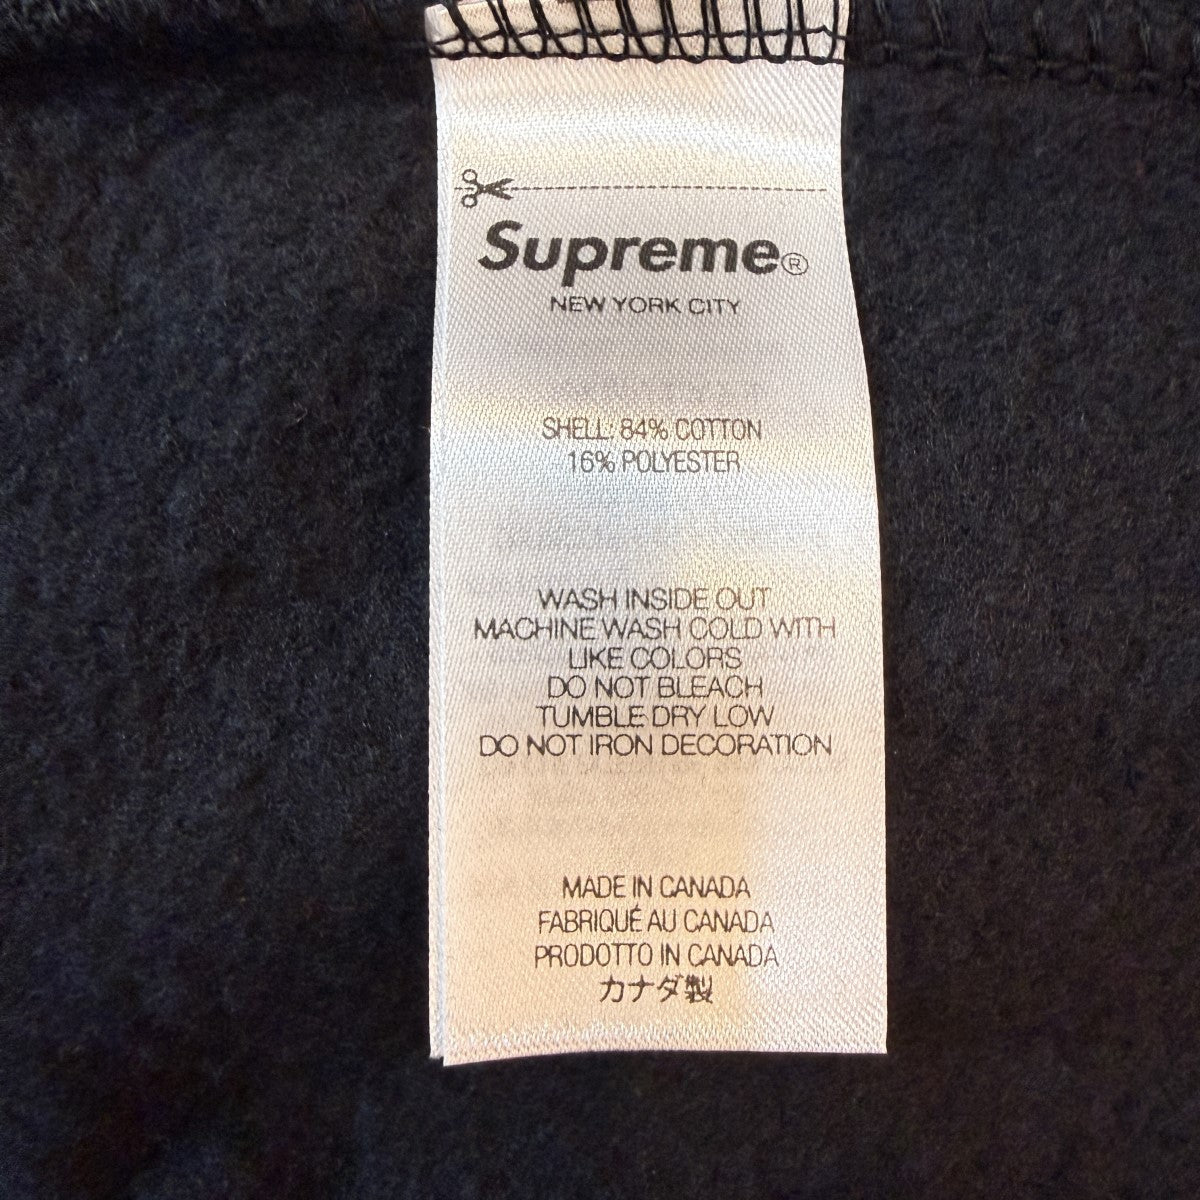 Supreme®
NEW YORK CITY
SHELL: 84% COTTON
16% POLYESTER
WASH INSIDE OUT
MACHINE WASH COLD WITH
LIKE COLORS
DO NOT BLEACH
TUMBLE DRY LOW
DO NOT IRON DECORATION
MADE IN CANADA
FABRIQUÉ AU CANADA
PRODOTTO IN CANADA
カナダ製